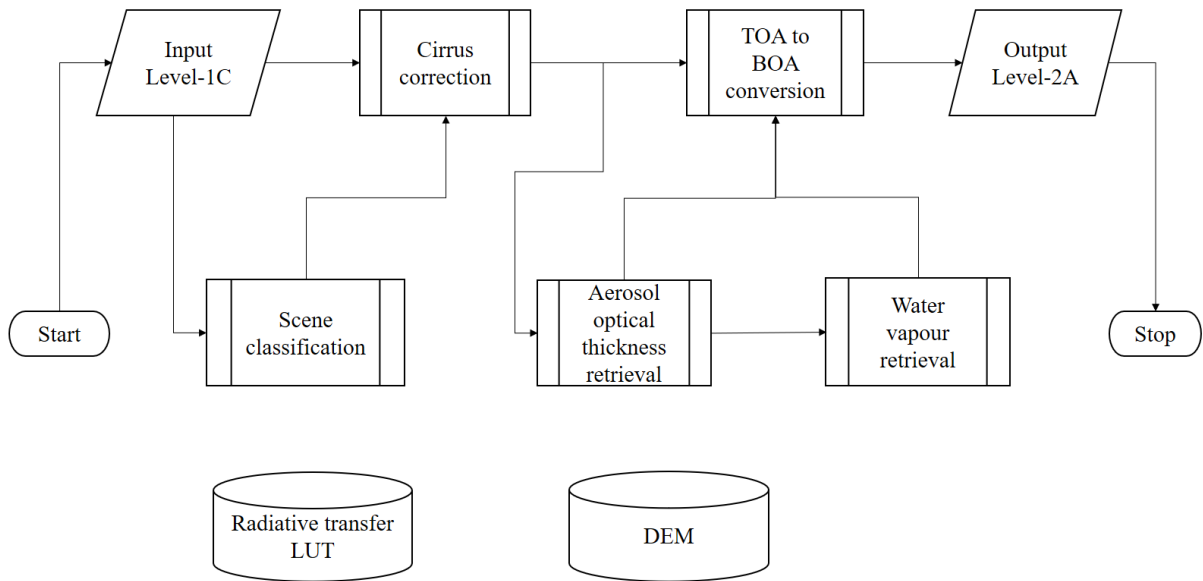 Input
Level-1C
Cirrus
correction
TOA to
BOA
conversion
Output
Level-2A
Start
Scene
classification
Aerosol
optical
thickness
retrieval
Water
vapour
retrieval
Stop
Radiative transfer
LUT
DEM